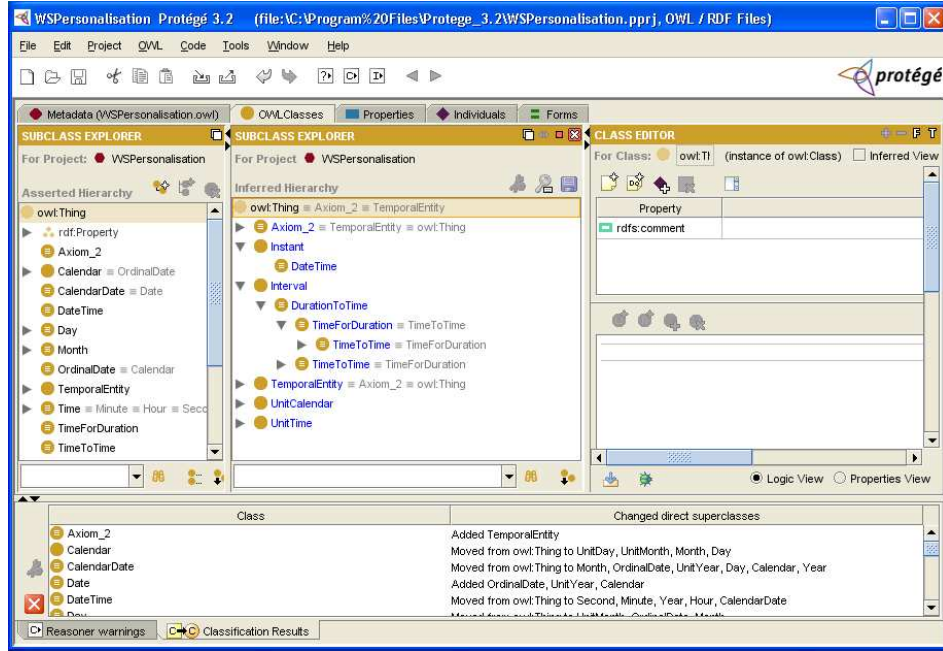 WSPersonalisation Protégé 3.2 (file:\C:\Program%20Files\Protege_3.2\WSPersonalisation.pprj, OWL / RDF Files)
File Edit Project OWL Code Tools Window Help
protégé
Metadata (WSPersonalisation.owl) OWLClasses Properties Individuals Forms
SUBCLASS EXPLORER
For Project: WSPersonalisation
Asserted Hierarchy
owl:Thing
rdf:Property
Axiom_2
Calendar ≡ OrdinalDate
CalendarDate ≡ Date
DateTime
Day
Month
OrdinalDate ≡ Calendar
TemporalEntity
Time ≡ Minute ≡ Hour ≡ Secc
TimeForDuration
TimeToTime
SUBCLASS EXPLORER
For Project WSPersonalisation
Inferred Hierarchy
owl:Thing ≡ Axiom_2 ≡ TemporalEntity
Axiom_2 ≡ TemporalEntity ≡ owl:Thing
Instant
DateTime
Interval
DurationToTime
TimeForDuration ≡ TimeToTime
TimeToTime ≡ TimeForDuration
TimeToTime ≡ TimeForDuration
TemporalEntity ≡ Axiom_2 ≡ owl:Thing
UnitCalendar
UnitTime
CLASS EDITOR
F T
For Class: owl:Tl (instance of owl:Class) Inferred View
Property
rdfs:comment
Logic View Properties View
Class Changed direct superclasses
Axiom_2 Added TemporalEntity
Calendar Moved from owl:Thing to UnitDay, UnitMonth, Month, Day
CalendarDate Moved from owl:Thing to Month, OrdinalDate, UnitYear, Day, Calendar, Year
Date Added OrdinalDate, UnitYear, Calendar
DateTime Moved from owl:Thing to Second, Minute, Year, Hour, CalendarDate
Reasoner warnings Classification Results